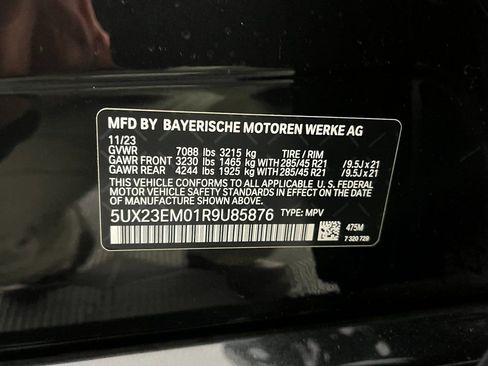 MFD BY BAYERISCHE MOTOREN WERKE AG
11/23
GVWR 7088 lbs 3215 kg TIRE / RIM
GAWR FRONT 3230 lbs 1465 kg WITH 285/45 R21 / 9.5J x 21
GAWR REAR 4244 lbs 1925 kg WITH 285/45 R21 / 9.5J x 21
THIS VEHICLE CONFORMS TO ALL APPLICABLE FEDERAL
MOTOR VEHICLE SAFETY STANDARDS IN EFFECT ON THE
DATE OF MANUFACTURE SHOWN ABOVE.
5UX23EM01R9U85876 TYPE: MPV
475M
7 320 729